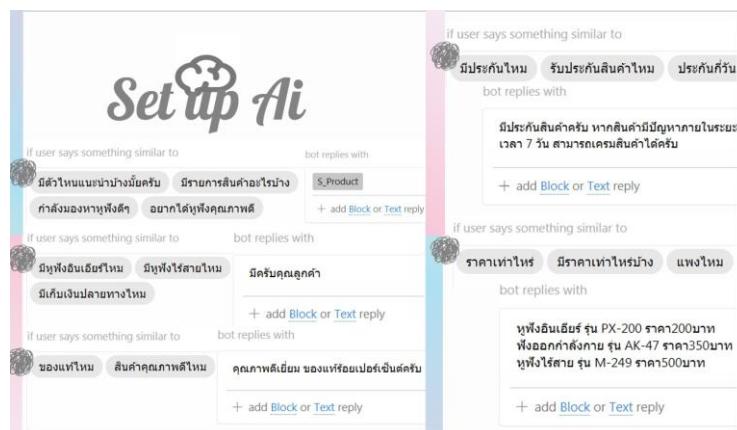 Set up Ai
if user says something similar to
bot replies with
มีตัวไหนแนะนำบ้างมั้ยครับ
มีรายการสินค้าอะไรบ้าง
กำลังมองหาหูฟังดีๆ
อยากได้หูฟังคุณภาพดี
S_Product
+ add Block or Text reply
if user says something similar to
bot replies with
มีหูฟังอินเอียร์ไหม
มีหูฟังไร้สายไหม
มีเก็บเงินปลายทางไหม
มีครับคุณลูกค้า
+ add Block or Text reply
if user says something similar to
bot replies with
ของแท้ไหม
สินค้าคุณภาพดีไหม
คุณภาพดีเยี่ยม ของแท้ร้อยเปอร์เซ็นต์ครับ
+ add Block or Text reply
if user says something similar to
มีประกันไหม
รับประกันสินค้าไหม
ประกันกี่วัน
bot replies with
มีประกันสินค้าครับ หากสินค้ามีปัญหาภายในระยะ
เวลา 7 วัน สามารถเครมสินค้าได้ครับ
+ add Block or Text reply
if user says something similar to
ราคาเท่าไหร่
มีราคาเท่าไหร่บ้าง
แพงไหม
bot replies with
หูฟังอินเอียร์ รุ่น PX-200 ราคา200บาท
ฟังออกกำลังกาย รุ่น AK-47 ราคา350บาท
หูฟังไร้สาย รุ่น M-249 ราคา500บาท
+ add Block or Text reply